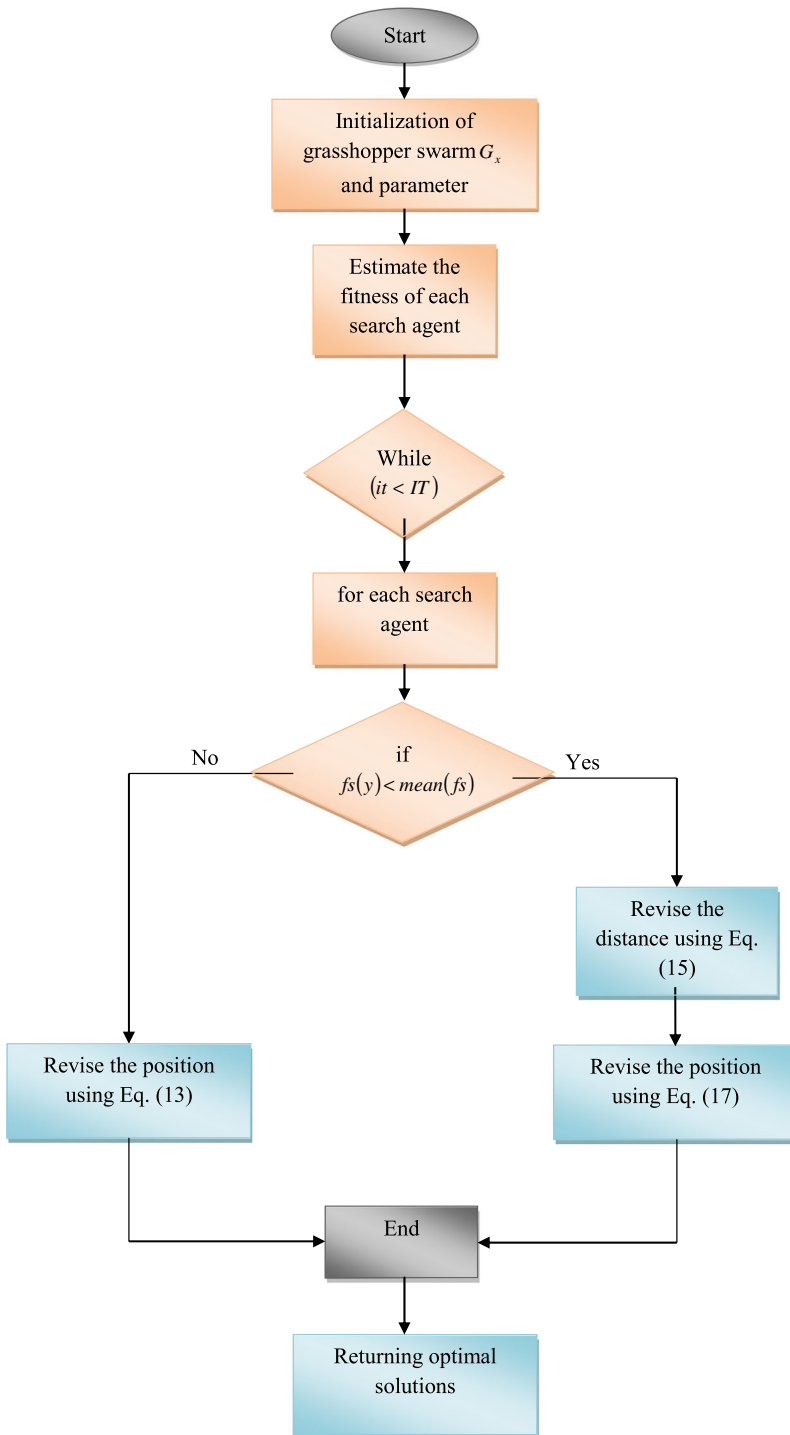 Start
Initialization of
grasshopper swarm Gₓ
and parameter
Estimate the
fitness of each
search agent
While
(it < IT)
for each search
agent
if
fs(y) < mean(fs)
No
Yes
Revise the
distance using Eq.
(15)
Revise the position
using Eq. (13)
Revise the position
using Eq. (17)
End
Returning optimal
solutions